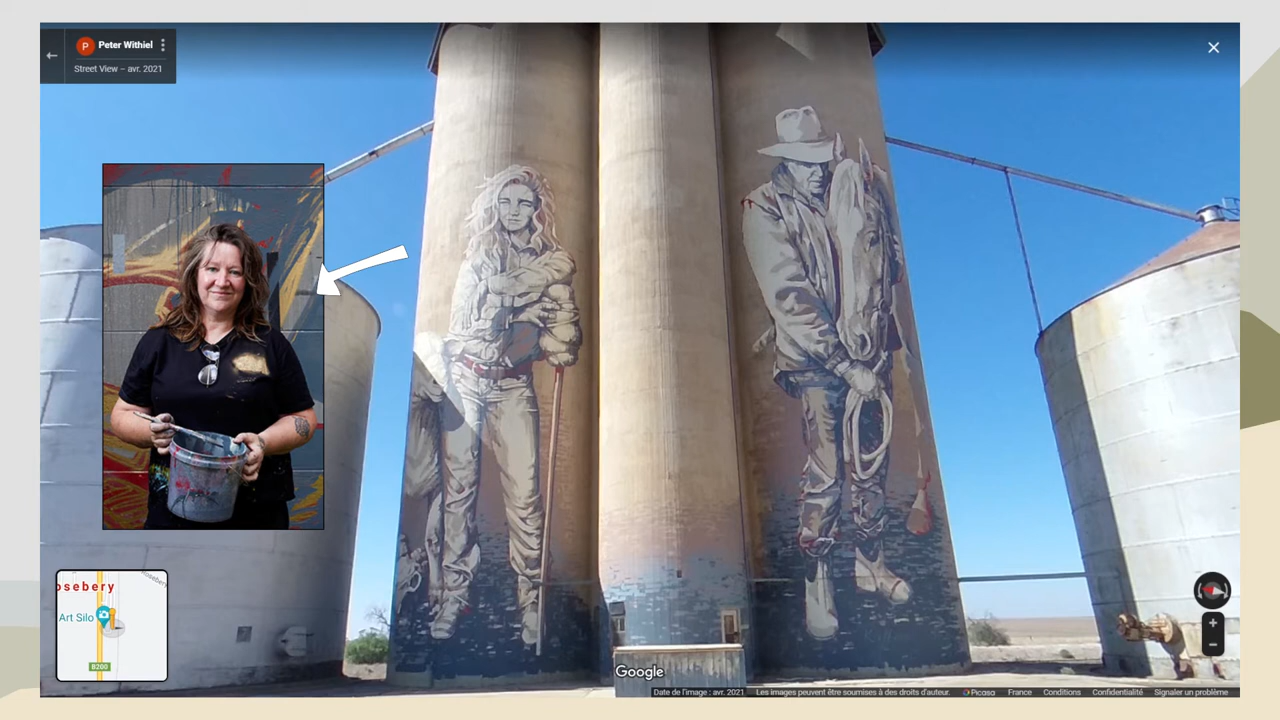 P Peter Withiel
Street View – avr. 2021
osebery
Rosebery
Art Silo
B200
Google
Date de l'image : avr. 2021 Les images peuvent être soumises à des droits d'auteur. Picasa France Conditions Confidentialité Signaler un problème